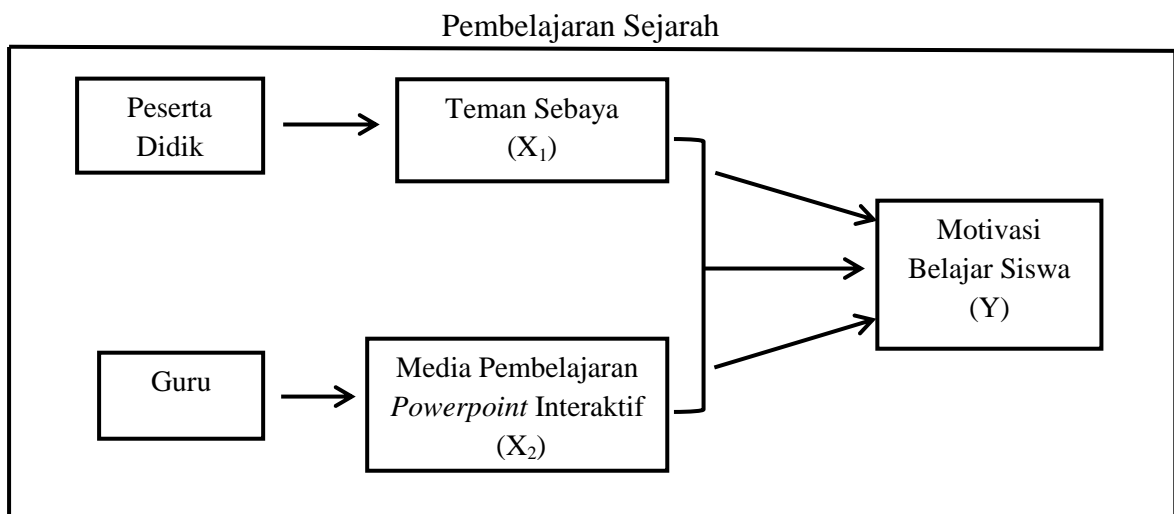 Pembelajaran Sejarah
Peserta
Didik
Teman Sebaya
(X₁)
Motivasi
Belajar Siswa
(Y)
Guru
Media Pembelajaran
Powerpoint Interaktif
(X₂)